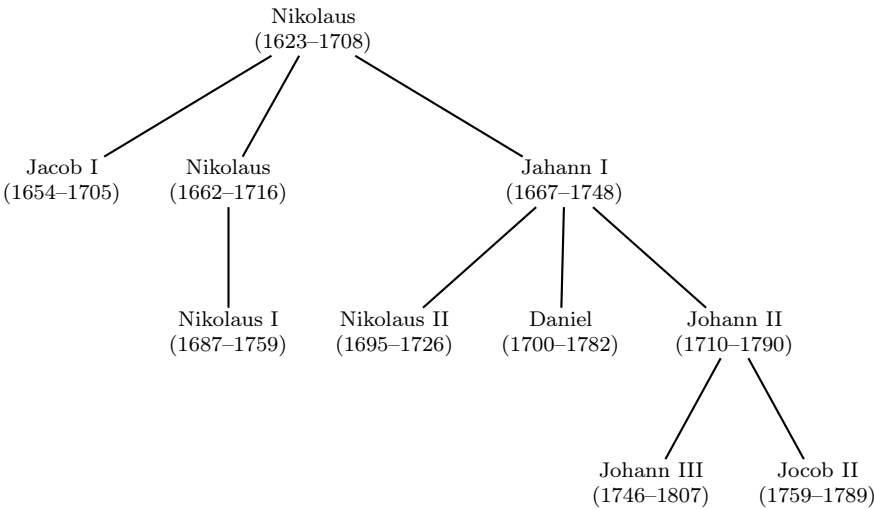 Nikolaus
(1623–1708)
Jacob I
(1654–1705)
Nikolaus
(1662–1716)
Jahann I
(1667–1748)
Nikolaus I
(1687–1759)
Nikolaus II
(1695–1726)
Daniel
(1700–1782)
Johann II
(1710–1790)
Johann III
(1746–1807)
Jocob II
(1759–1789)